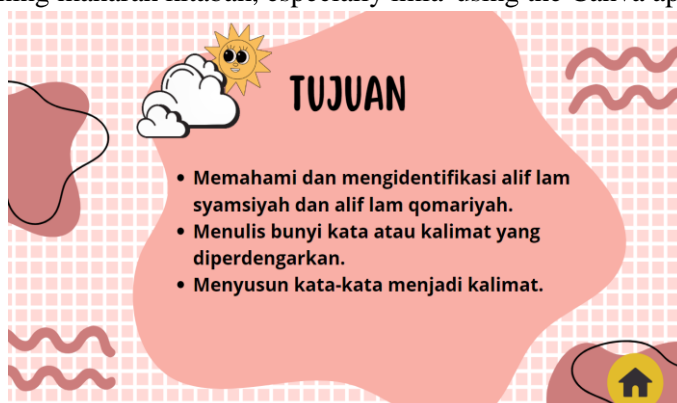 TUJUAN
• Memahami dan mengidentifikasi alif lam
syamsiyah dan alif lam qomariyah.
• Menulis bunyi kata atau kalimat yang
diperdengarkan.
• Menyusun kata-kata menjadi kalimat.